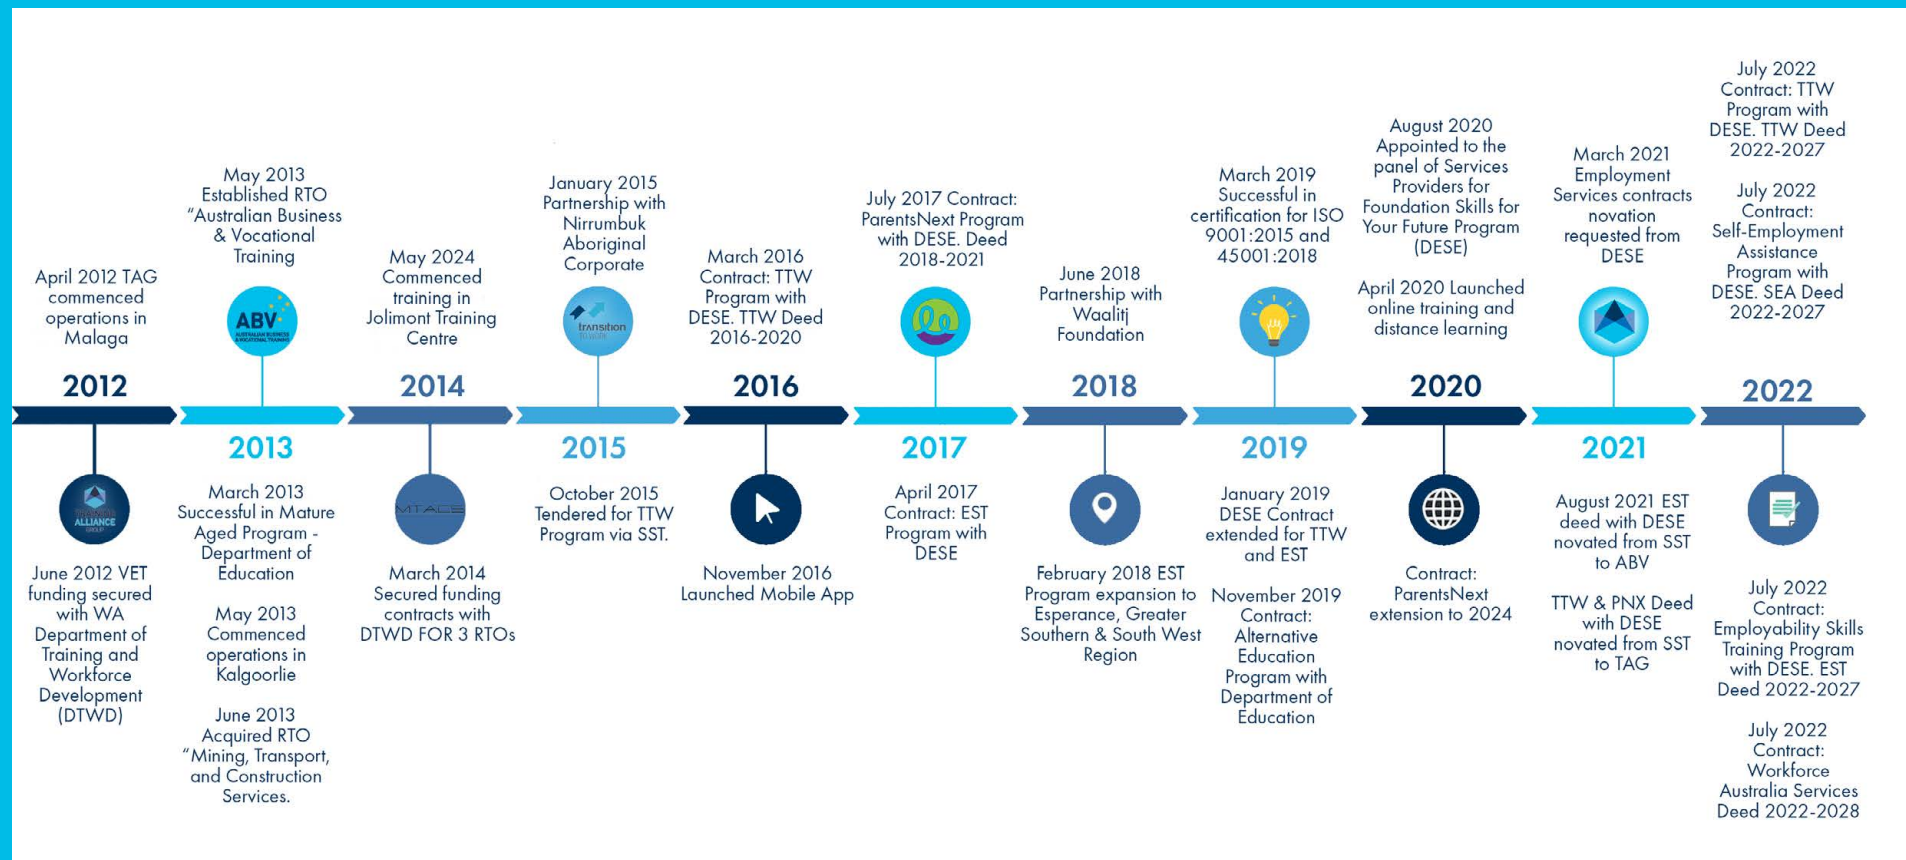 April 2012 TAG
commenced
operations in
Malaga
2012
TRAINING
ALLIANCE
GROUP
June 2012 VET
funding secured
with WA
Department of
Training and
Workforce
Development
(DTWD)
May 2013
Established RTO
“Australian Business
& Vocational
Training
ABV
AUSTRALIAN BUSINESS
& VOCATIONAL TRAINING
2013
March 2013
Successful in Mature
Aged Program -
Department of
Education
May 2013
Commenced
operations in
Kalgoorlie
June 2013
Acquired RTO
“Mining, Transport,
and Construction
Services.
May 2024
Commenced
training in
Jolimont Training
Centre
2014
MTACS
March 2014
Secured funding
contracts with
DTWD FOR 3 RTOs
January 2015
Partnership with
Nirrumbuk
Aboriginal
Corporate
transition
TO WORK
2015
October 2015
Tendered for TTW
Program via SST.
March 2016
Contract: TTW
Program with
DESE. TTW Deed
2016-2020
2016
November 2016
Launched Mobile App
July 2017 Contract:
ParentsNext Program
with DESE. Deed
2018-2021
2017
April 2017
Contract: EST
Program with
DESE
June 2018
Partnership with
Waalitj
Foundation
2018
February 2018 EST
Program expansion to
Esperance, Greater
Southern & South West
Region
March 2019
Successful in
certification for ISO
9001:2015 and
45001:2018
2019
January 2019
DESE Contract
extended for TTW
and EST
November 2019
Contract:
Alternative
Education
Program with
Department of
Education
August 2020
Appointed to the
panel of Services
Providers for
Foundation Skills for
Your Future Program
(DESE)
April 2020 Launched
online training and
distance learning
2020
Contract:
ParentsNext
extension to 2024
March 2021
Employment
Services contracts
novation
requested from
DESE
2021
August 2021 EST
deed with DESE
novated from SST
to ABV
TTW & PNX Deed
with DESE
novated from SST
to TAG
July 2022
Contract: TTW
Program with
DESE. TTW Deed
2022-2027
July 2022
Contract:
Self-Employment
Assistance
Program with
DESE. SEA Deed
2022-2027
2022
July 2022
Contract:
Employability Skills
Training Program
with DESE. EST
Deed 2022-2027
July 2022
Contract:
Workforce
Australia Services
Deed 2022-2028